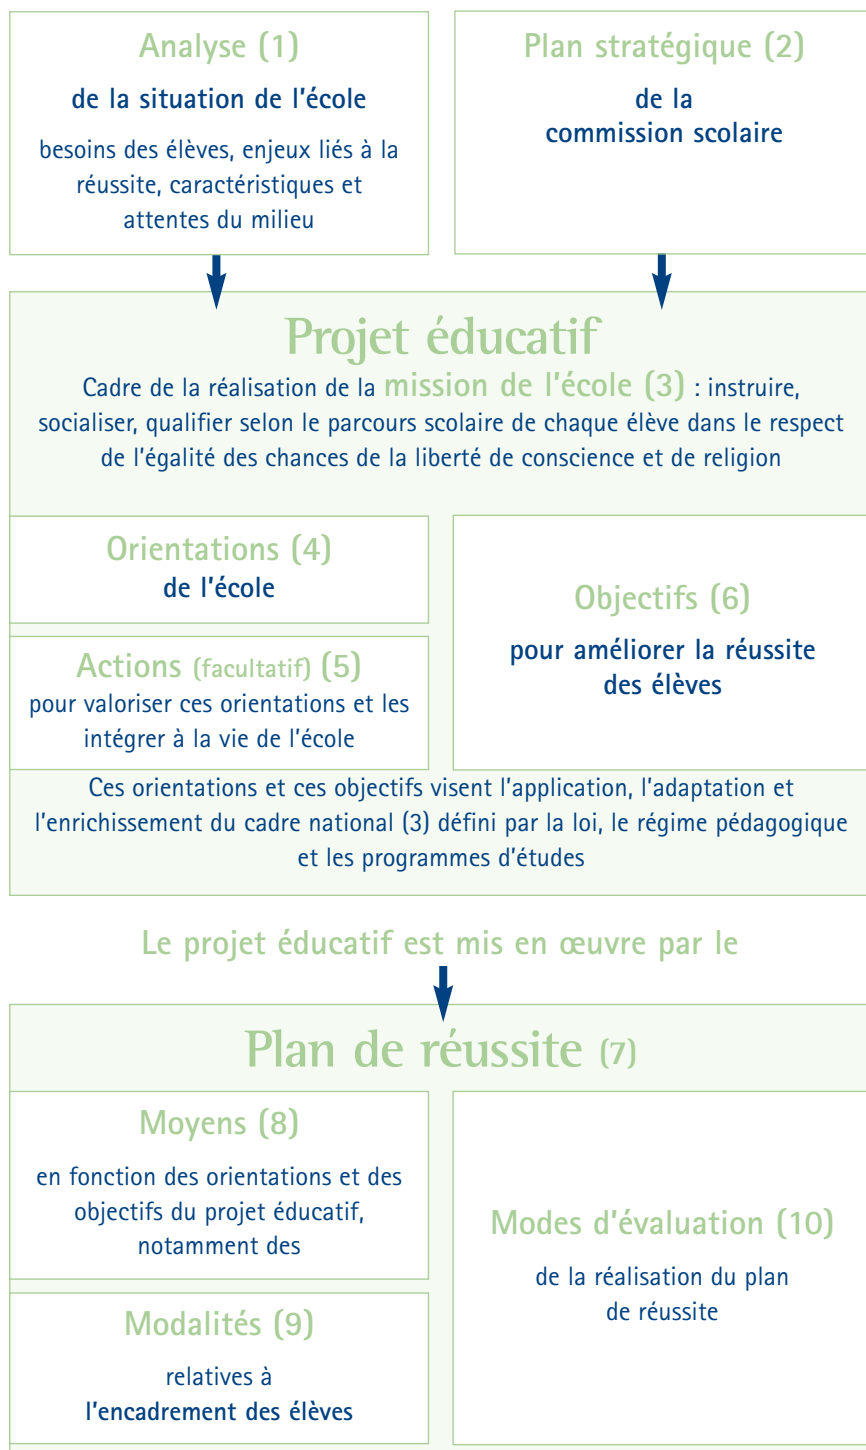 Analyse (1)
de la situation de l'école
besoins des élèves, enjeux liés à la
réussite, caractéristiques et
attentes du milieu
Plan stratégique (2)
de la
commission scolaire
Projet éducatif
Cadre de la réalisation de la mission de l'école (3) : instruire,
socialiser, qualifier selon le parcours scolaire de chaque élève dans le respect
de l'égalité des chances de la liberté de conscience et de religion
Orientations (4)
de l'école
Actions (facultatif) (5)
pour valoriser ces orientations et les
intégrer à la vie de l'école
Objectifs (6)
pour améliorer la réussite
des élèves
Ces orientations et ces objectifs visent l'application, l'adaptation et
l'enrichissement du cadre national (3) défini par la loi, le régime pédagogique
et les programmes d'études
Le projet éducatif est mis en œuvre par le
Plan de réussite (7)
Moyens (8)
en fonction des orientations et des
objectifs du projet éducatif,
notamment des
Modalités (9)
relatives à
l'encadrement des élèves
Modes d'évaluation (10)
de la réalisation du plan
de réussite